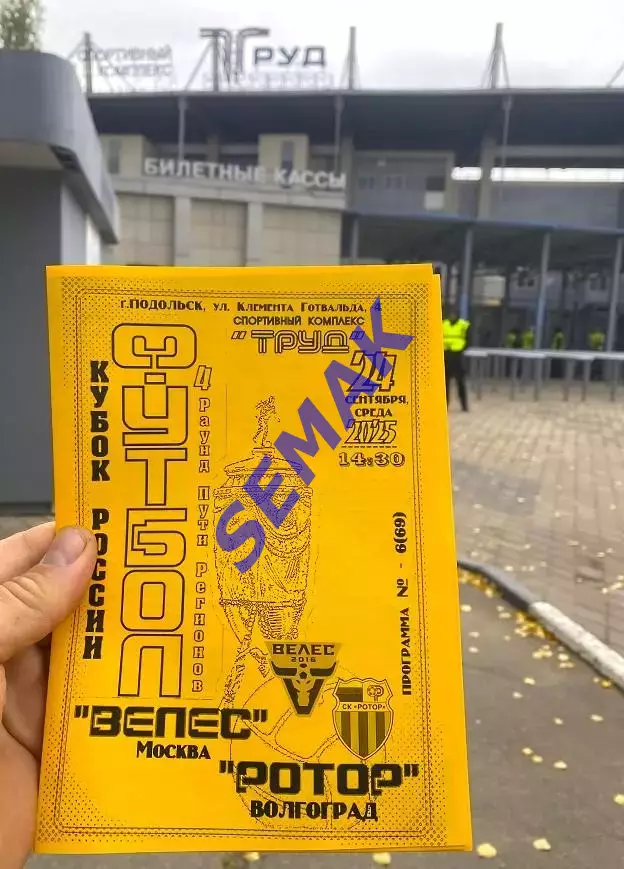 СПОРТИВНЫЙ
КОМПЛЕКС
ТРУД
БИЛЕТНЫЕ КАССЫ
г.Подольск, ул. Климента Готвальда, 4
СПОРТИВНЫЙ КОМПЛЕКС
"ТРУД"
24
СЕНТЯБРЯ,
СРЕДА
2025
14:30
КУБОК РОССИИ
ФУТБОЛ
4 Раунд Пути Регионов
SEMAK
ПРОГРАММА № - 6(69)
ВЕЛЕС
2016
СК «РОТОР»
"ВЕЛЕС"
Москва
"РОТОР"
ВОЛГОГРАД